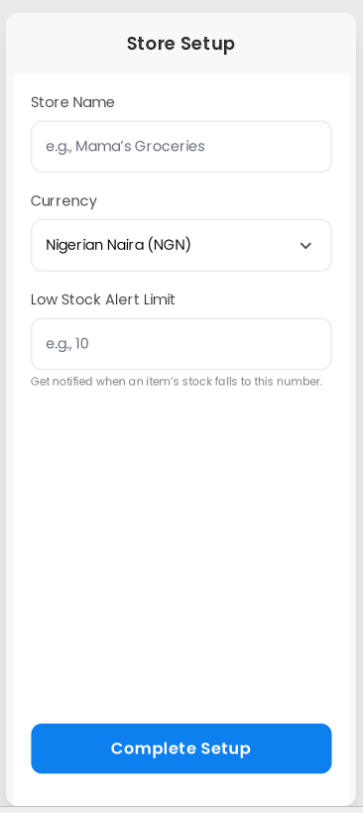 Store Setup
Store Name
e.g., Mama’s Groceries
Currency
Nigerian Naira (NGN)
Low Stock Alert Limit
e.g., 10
Get notified when an item’s stock falls to this number.
Complete Setup